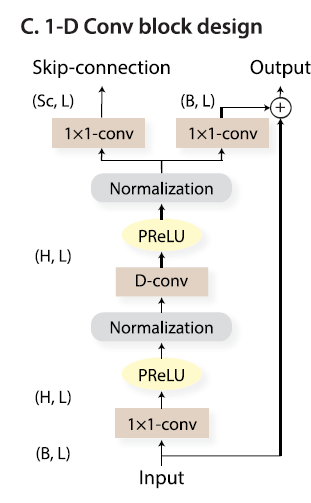 C. 1-D Conv block design
Skip-connection Output
(Sc, L) (B, L) +
1×1-conv 1×1-conv
Normalization
PReLU
(H, L)
D-conv
Normalization
PReLU
(H, L)
1×1-conv
(B, L)
Input